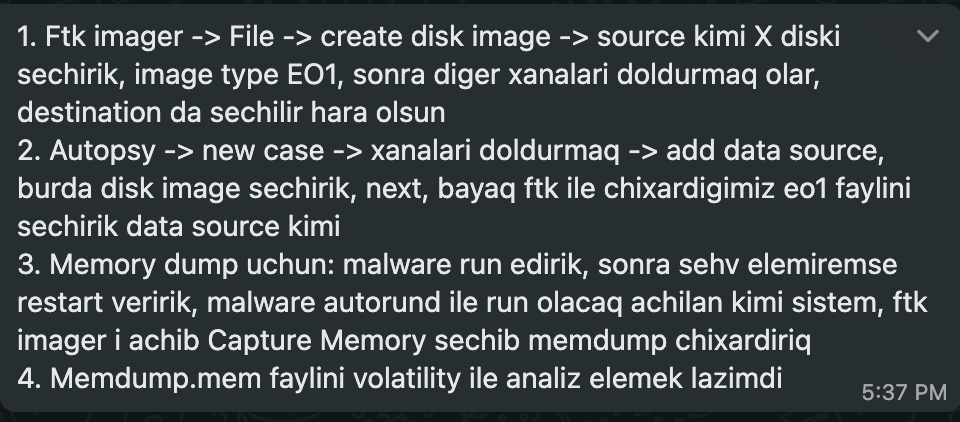 1. Ftk imager -> File -> create disk image -> source kimi X diski
sechirik, image type EO1, sonra diger xanalari doldurmaq olar,
destination da sechilir hara olsun
2. Autopsy -> new case -> xanalari doldurmaq -> add data source,
burda disk image sechirik, next, bayaq ftk ile chixardigimiz eo1 faylini
sechirik data source kimi
3. Memory dump uchun: malware run edirik, sonra sehv elemiremse
restart veririk, malware autorund ile run olacaq achilan kimi sistem, ftk
imager i achib Capture Memory sechib memdump chixardiriq
4. Memdump.mem faylini volatility ile analiz elemek lazimdi
5:37 PM